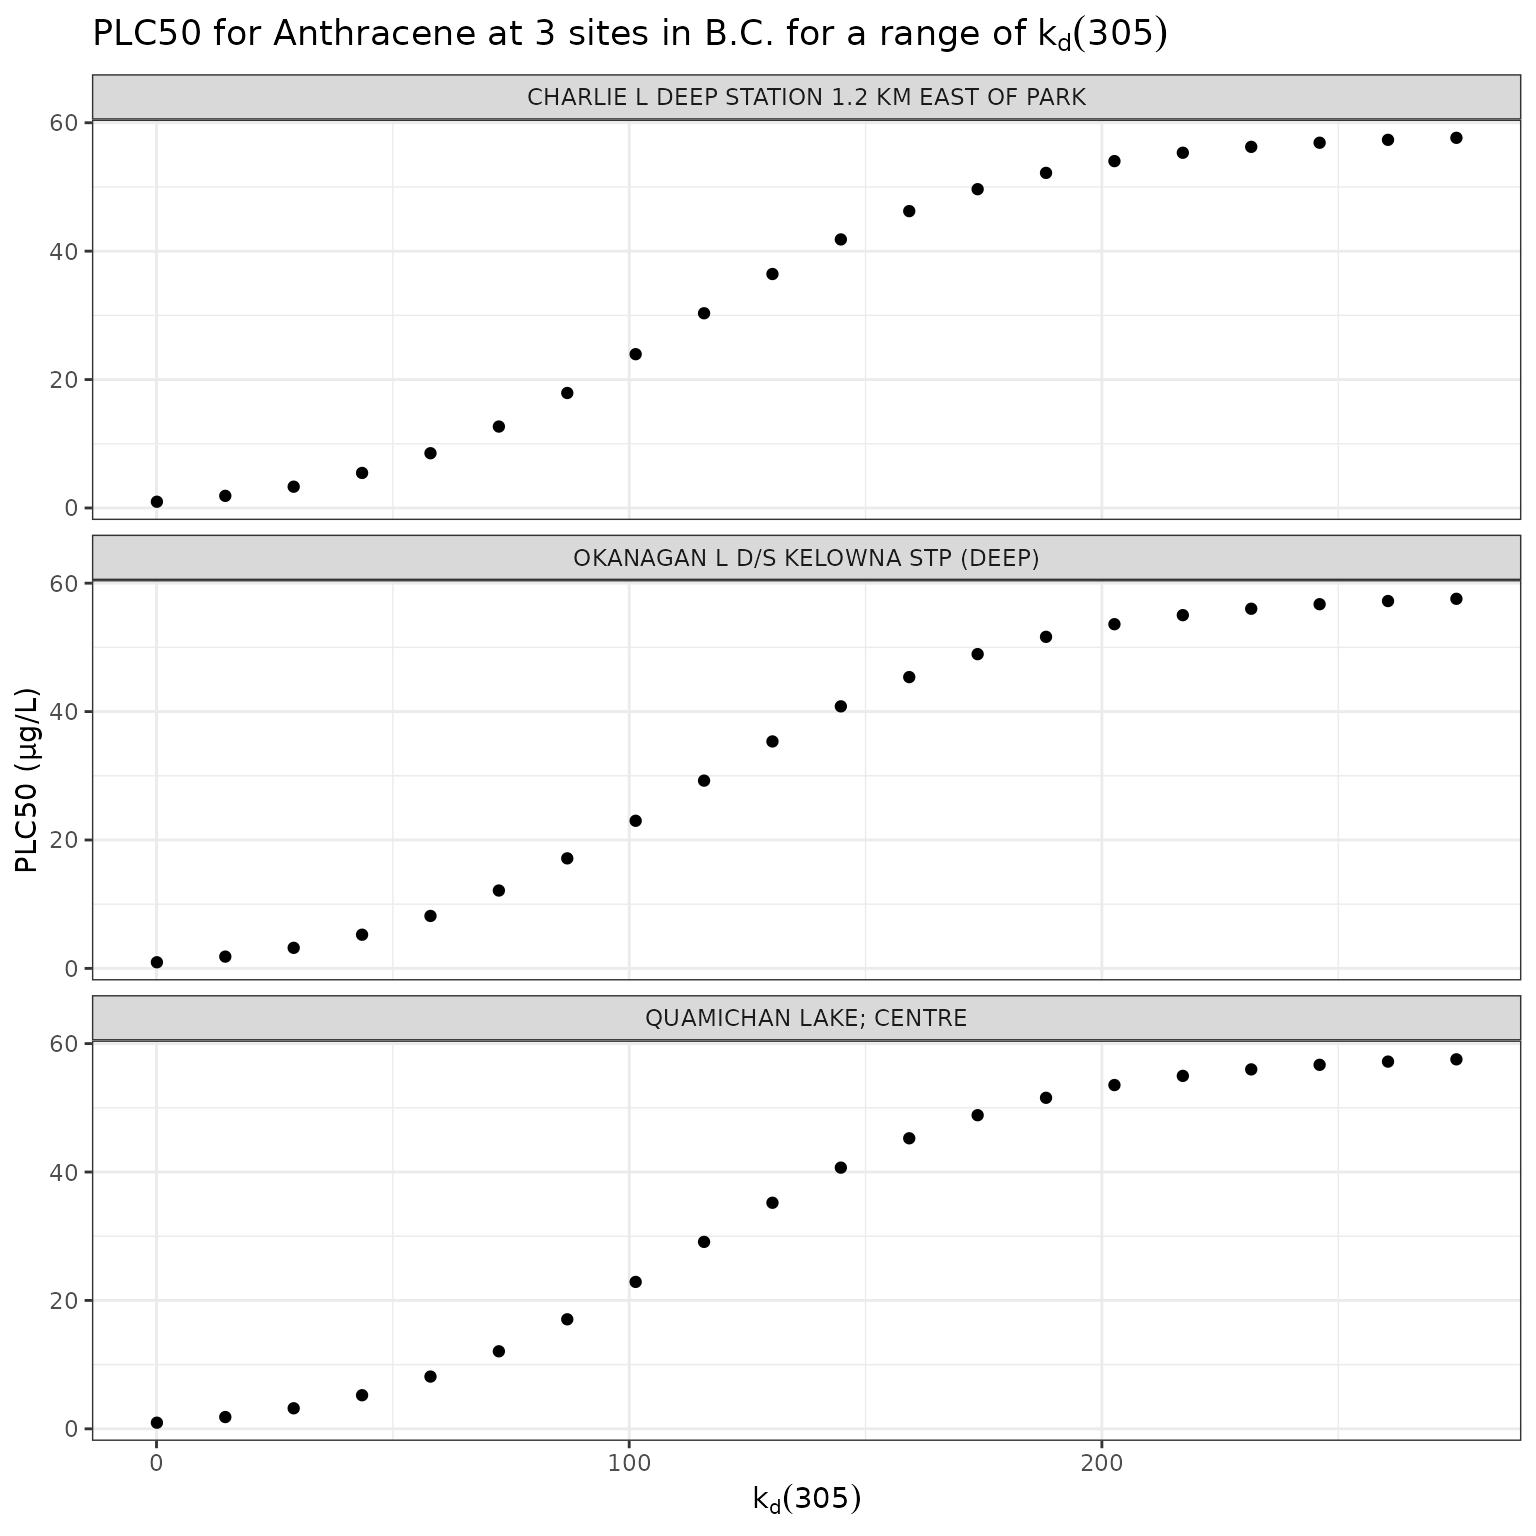 PLC50 for Anthracene at 3 sites in B.C. for a range of kd(305)
CHARLIE L DEEP STATION 1.2 KM EAST OF PARK
60
40
20
0
OKANAGAN L D/S KELOWNA STP (DEEP)
60
40
20
0
PLC50 (µg/L)
QUAMICHAN LAKE; CENTRE
60
40
20
0
0 100 200
kd(305)